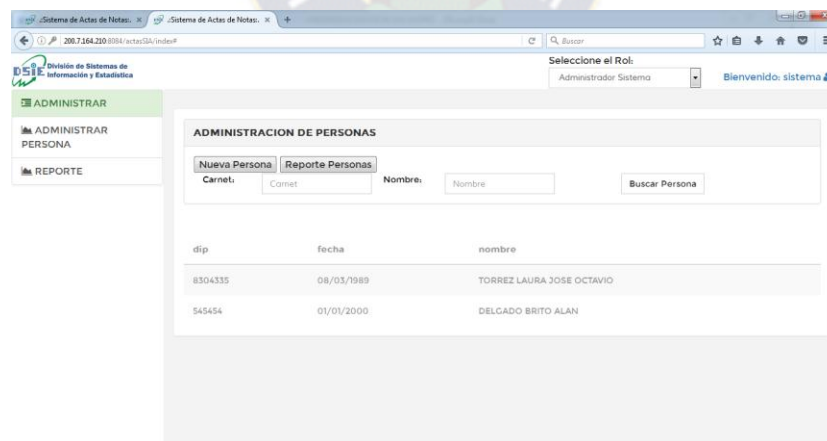 .:Sistema de Actas de Notas:. × .:Sistema de Actas de Notas:. × +
200.7.164.210:8084/actasSIA/index# Buscar
DSIE División de Sistemas de
Información y Estadística
Seleccione el Rol:
Administrador Sistema
Bienvenido: sistema
ADMINISTRAR
ADMINISTRAR
PERSONA
REPORTE
ADMINISTRACION DE PERSONAS
Nueva Persona Reporte Personas
Carnet: Carnet Nombre: Nombre Buscar Persona
dip fecha nombre
8304335 08/03/1989 TORREZ LAURA JOSE OCTAVIO
545454 01/01/2000 DELGADO BRITO ALAN